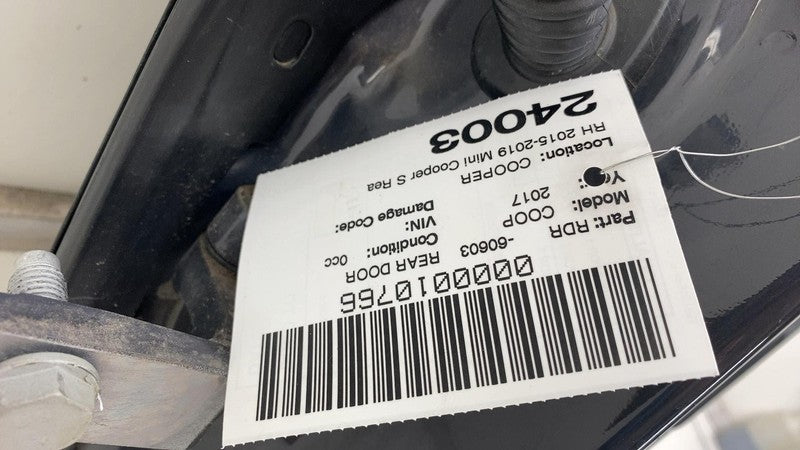 0000010766
-60603
Part: RDR REAR DOOR
Model: COOP Condition: 0cc
2017 VIN:
Damage Code:
Location: COOPER
RH 2015-2019 Mini Cooper S Rea
24003